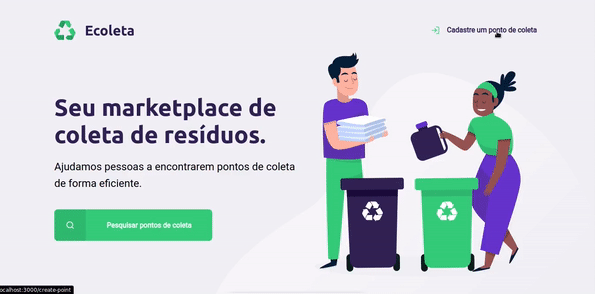 Ecoleta
Cadastre um ponto de coleta
Seu marketplace de
coleta de resíduos.
Ajudamos pessoas a encontrarem pontos de coleta
de forma eficiente.
Pesquisar pontos de coleta
ocalhost:3000/create-point